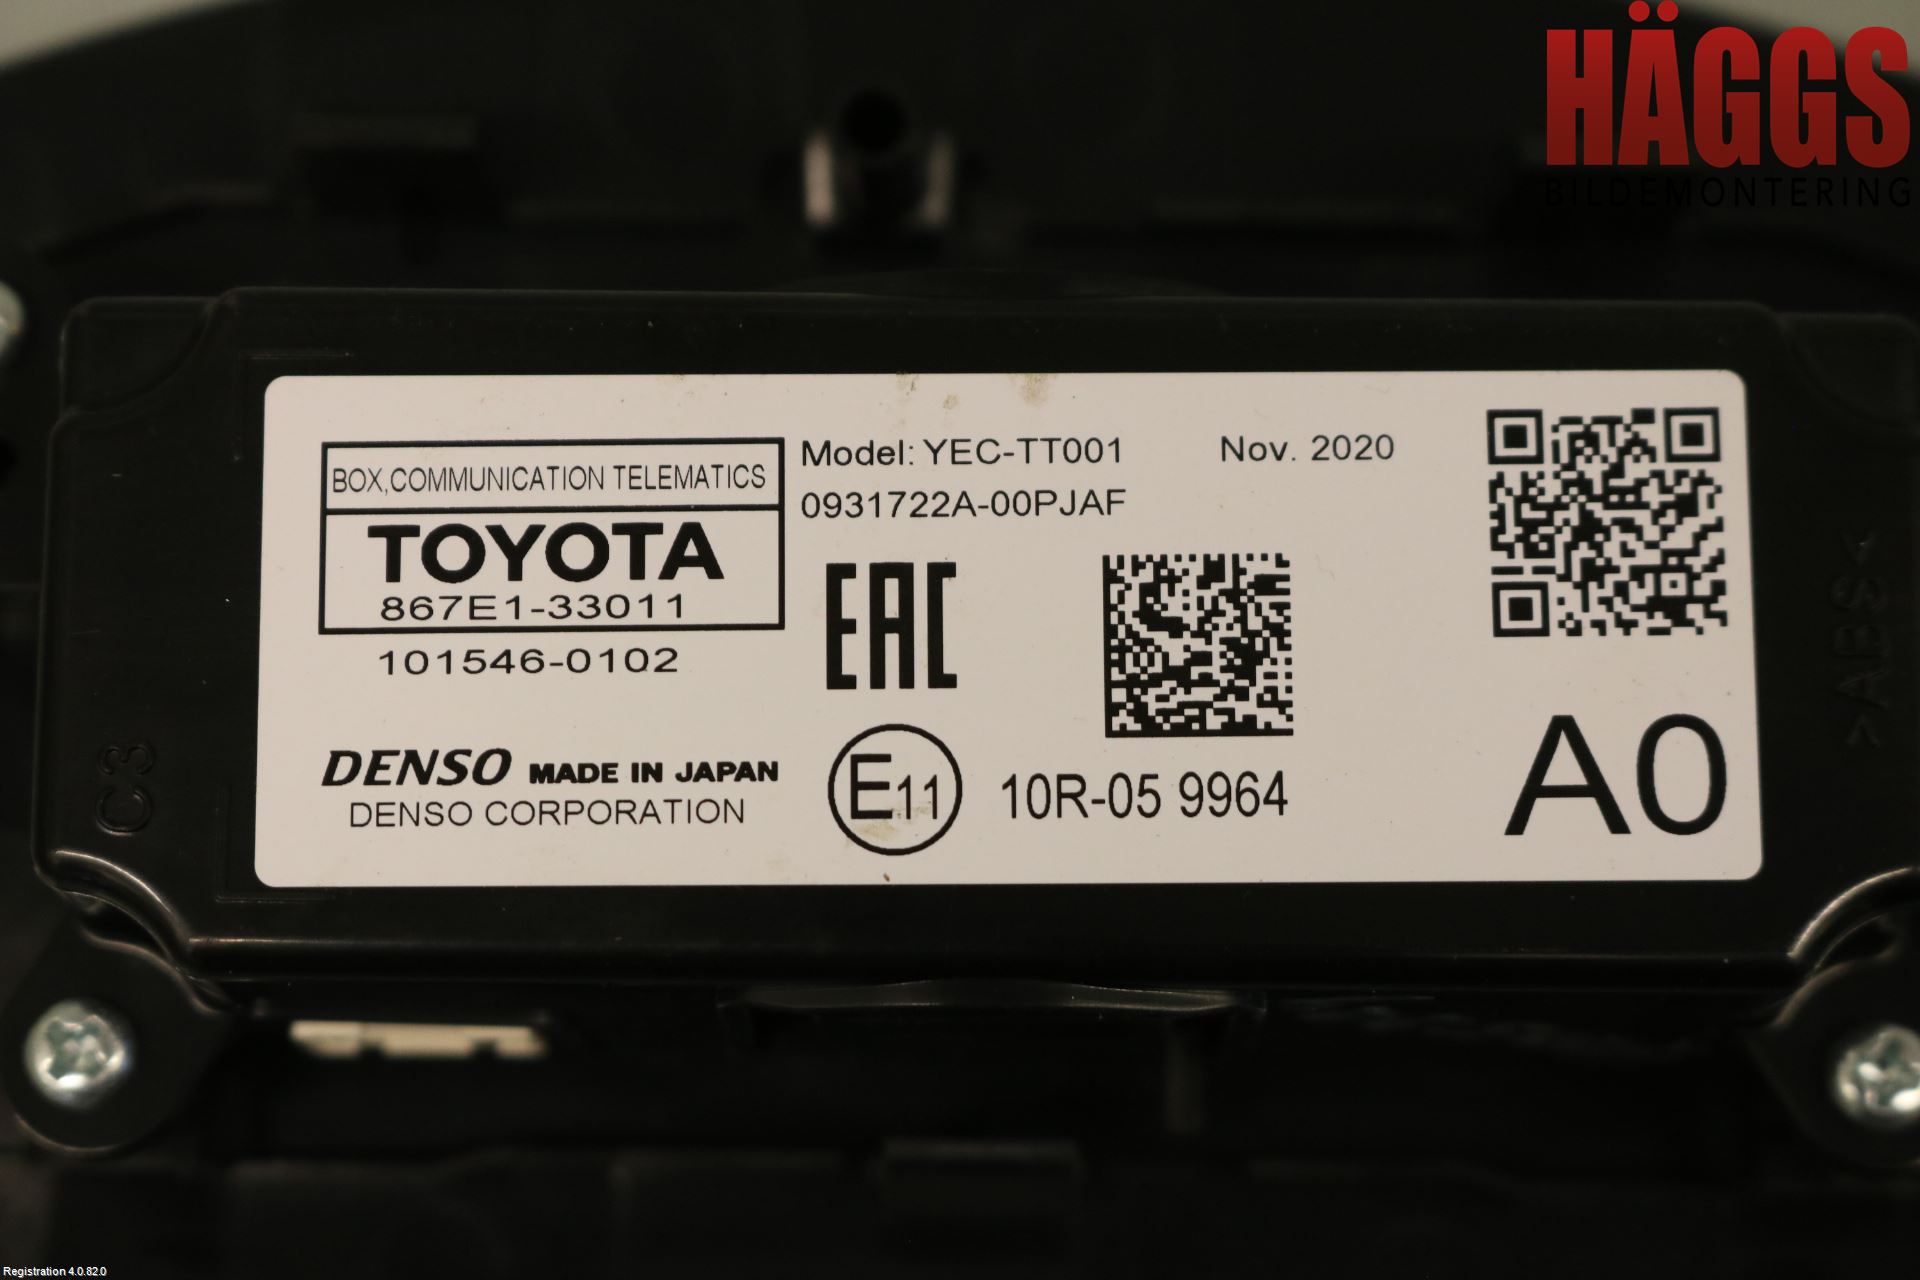 HÄGGS
BILDEMONTERING
BOX,COMMUNICATION TELEMATICS
TOYOTA
867E1-33011
101546-0102
Model: YEC-TT001
Nov. 2020
0931722A-00PJAF
EAC
DENSO MADE IN JAPAN
DENSO CORPORATION
E11
10R-05 9964
A0
C3
>ABS<
Registration 4.0.82.0